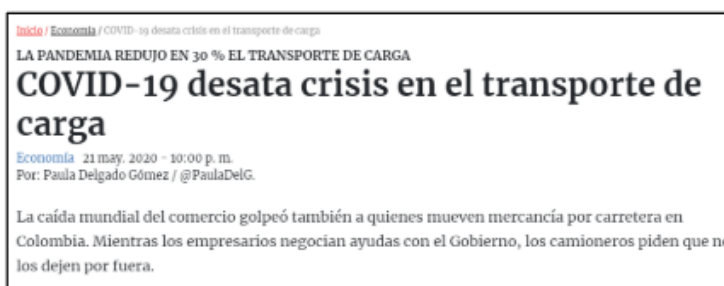 Inicio / Economía / COVID-19 desata crisis en el transporte de carga
LA PANDEMIA REDUJO EN 30 % EL TRANSPORTE DE CARGA
COVID-19 desata crisis en el transporte de
carga
Economía 21 may. 2020 - 10:00 p. m.
Por: Paula Delgado Gómez / @PaulaDelG.
La caída mundial del comercio golpeó también a quienes mueven mercancía por carretera en
Colombia. Mientras los empresarios negocian ayudas con el Gobierno, los camioneros piden que
los dejen por fuera.